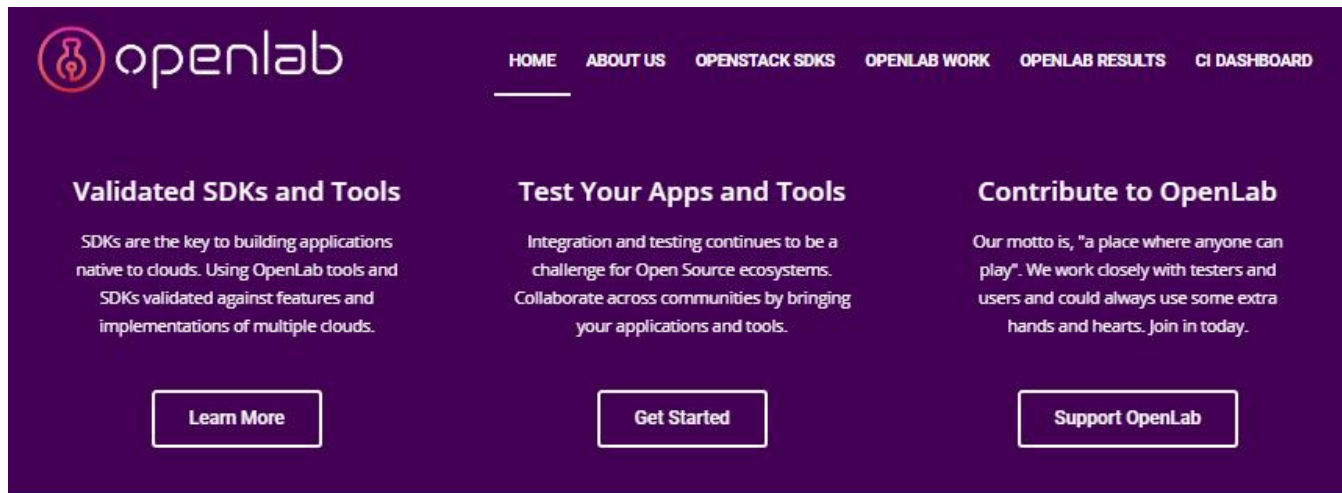 openlab
HOME ABOUT US OPENSTACK SDKS OPENLAB WORK OPENLAB RESULTS CI DASHBOARD
Validated SDKs and Tools
SDKs are the key to building applications
native to clouds. Using OpenLab tools and
SDKs validated against features and
implementations of multiple clouds.
Learn More
Test Your Apps and Tools
Integration and testing continues to be a
challenge for Open Source ecosystems.
Collaborate across communities by bringing
your applications and tools.
Get Started
Contribute to OpenLab
Our motto is, "a place where anyone can
play". We work closely with testers and
users and could always use some extra
hands and hearts. Join in today.
Support OpenLab